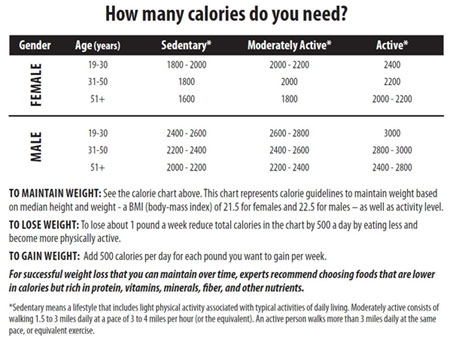 How many calories do you need?
Gender Age (years) Sedentary* Moderately Active* Active*
FEMALE
19-30 1800 - 2000 2000 - 2200 2400
31-50 1800 2000 2200
51+ 1600 1800 2000 - 2200
MALE
19-30 2400 - 2600 2600 - 2800 3000
31-50 2200 - 2400 2400 - 2600 2800 - 3000
51+ 2000 - 2200 2200 - 2400 2400 - 2800
TO MAINTAIN WEIGHT: See the calorie chart above. This chart represents calorie guidelines to maintain weight based
on median height and weight - a BMI (body-mass index) of 21.5 for females and 22.5 for males – as well as activity level.
TO LOSE WEIGHT: To lose about 1 pound a week reduce total calories in the chart by 500 a day by eating less and
become more physically active.
TO GAIN WEIGHT: Add 500 calories per day for each pound you want to gain per week.
For successful weight loss that you can maintain over time, experts recommend choosing foods that are lower
in calories but rich in protein, vitamins, minerals, fiber, and other nutrients.
*Sedentary means a lifestyle that includes light physical activity associated with typical activities of daily living. Moderately active consists of
walking 1.5 to 3 miles daily at a pace of 3 to 4 miles per hour (or the equivalent). An active person walks more than 3 miles daily at the same
pace, or equivalent exercise.